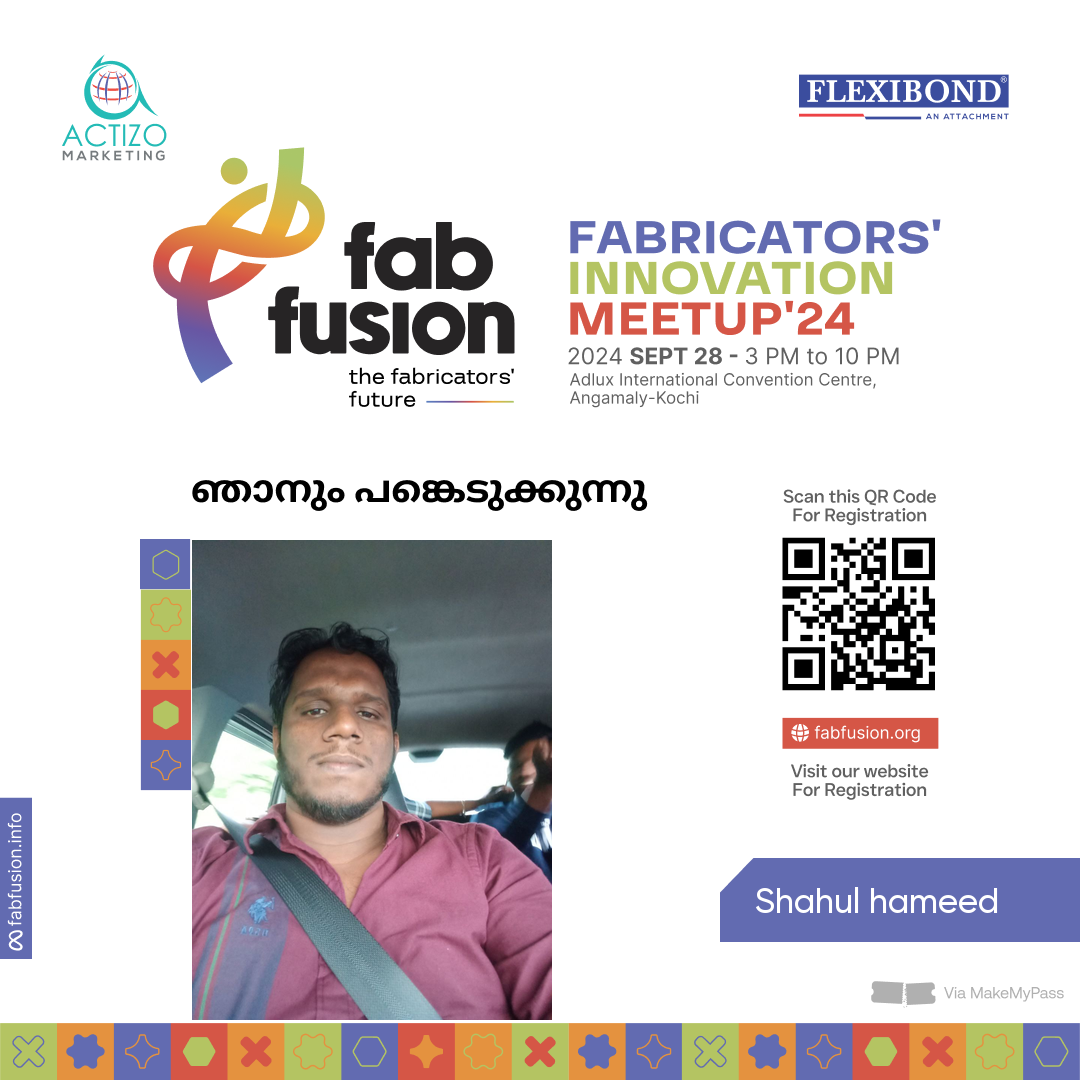 ACTIZO
MARKETING
FLEXIBOND®
AN ATTACHMENT
fab
fusion
the fabricators'
future
FABRICATORS'
INNOVATION
MEETUP'24
2024 SEPT 28 - 3 PM to 10 PM
Adlux International Convention Centre,
Angamaly-Kochi
ഞാനും പങ്കെടുക്കുന്നു
Scan this QR Code
For Registration
fabfusion.org
Visit our website
For Registration
fabfusion.info
Shahul hameed
Via MakeMyPass